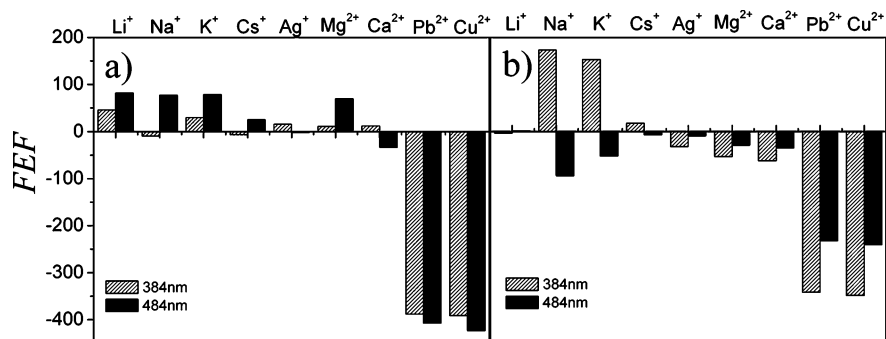 Li⁺ Na⁺ K⁺ Cs⁺ Ag⁺ Mg²⁺ Ca²⁺ Pb²⁺ Cu²⁺ Li⁺ Na⁺ K⁺ Cs⁺ Ag⁺ Mg²⁺ Ca²⁺ Pb²⁺ Cu²⁺
a) b)
FEF
200
100
0
-100
-200
-300
-400
384nm
484nm
384nm
484nm